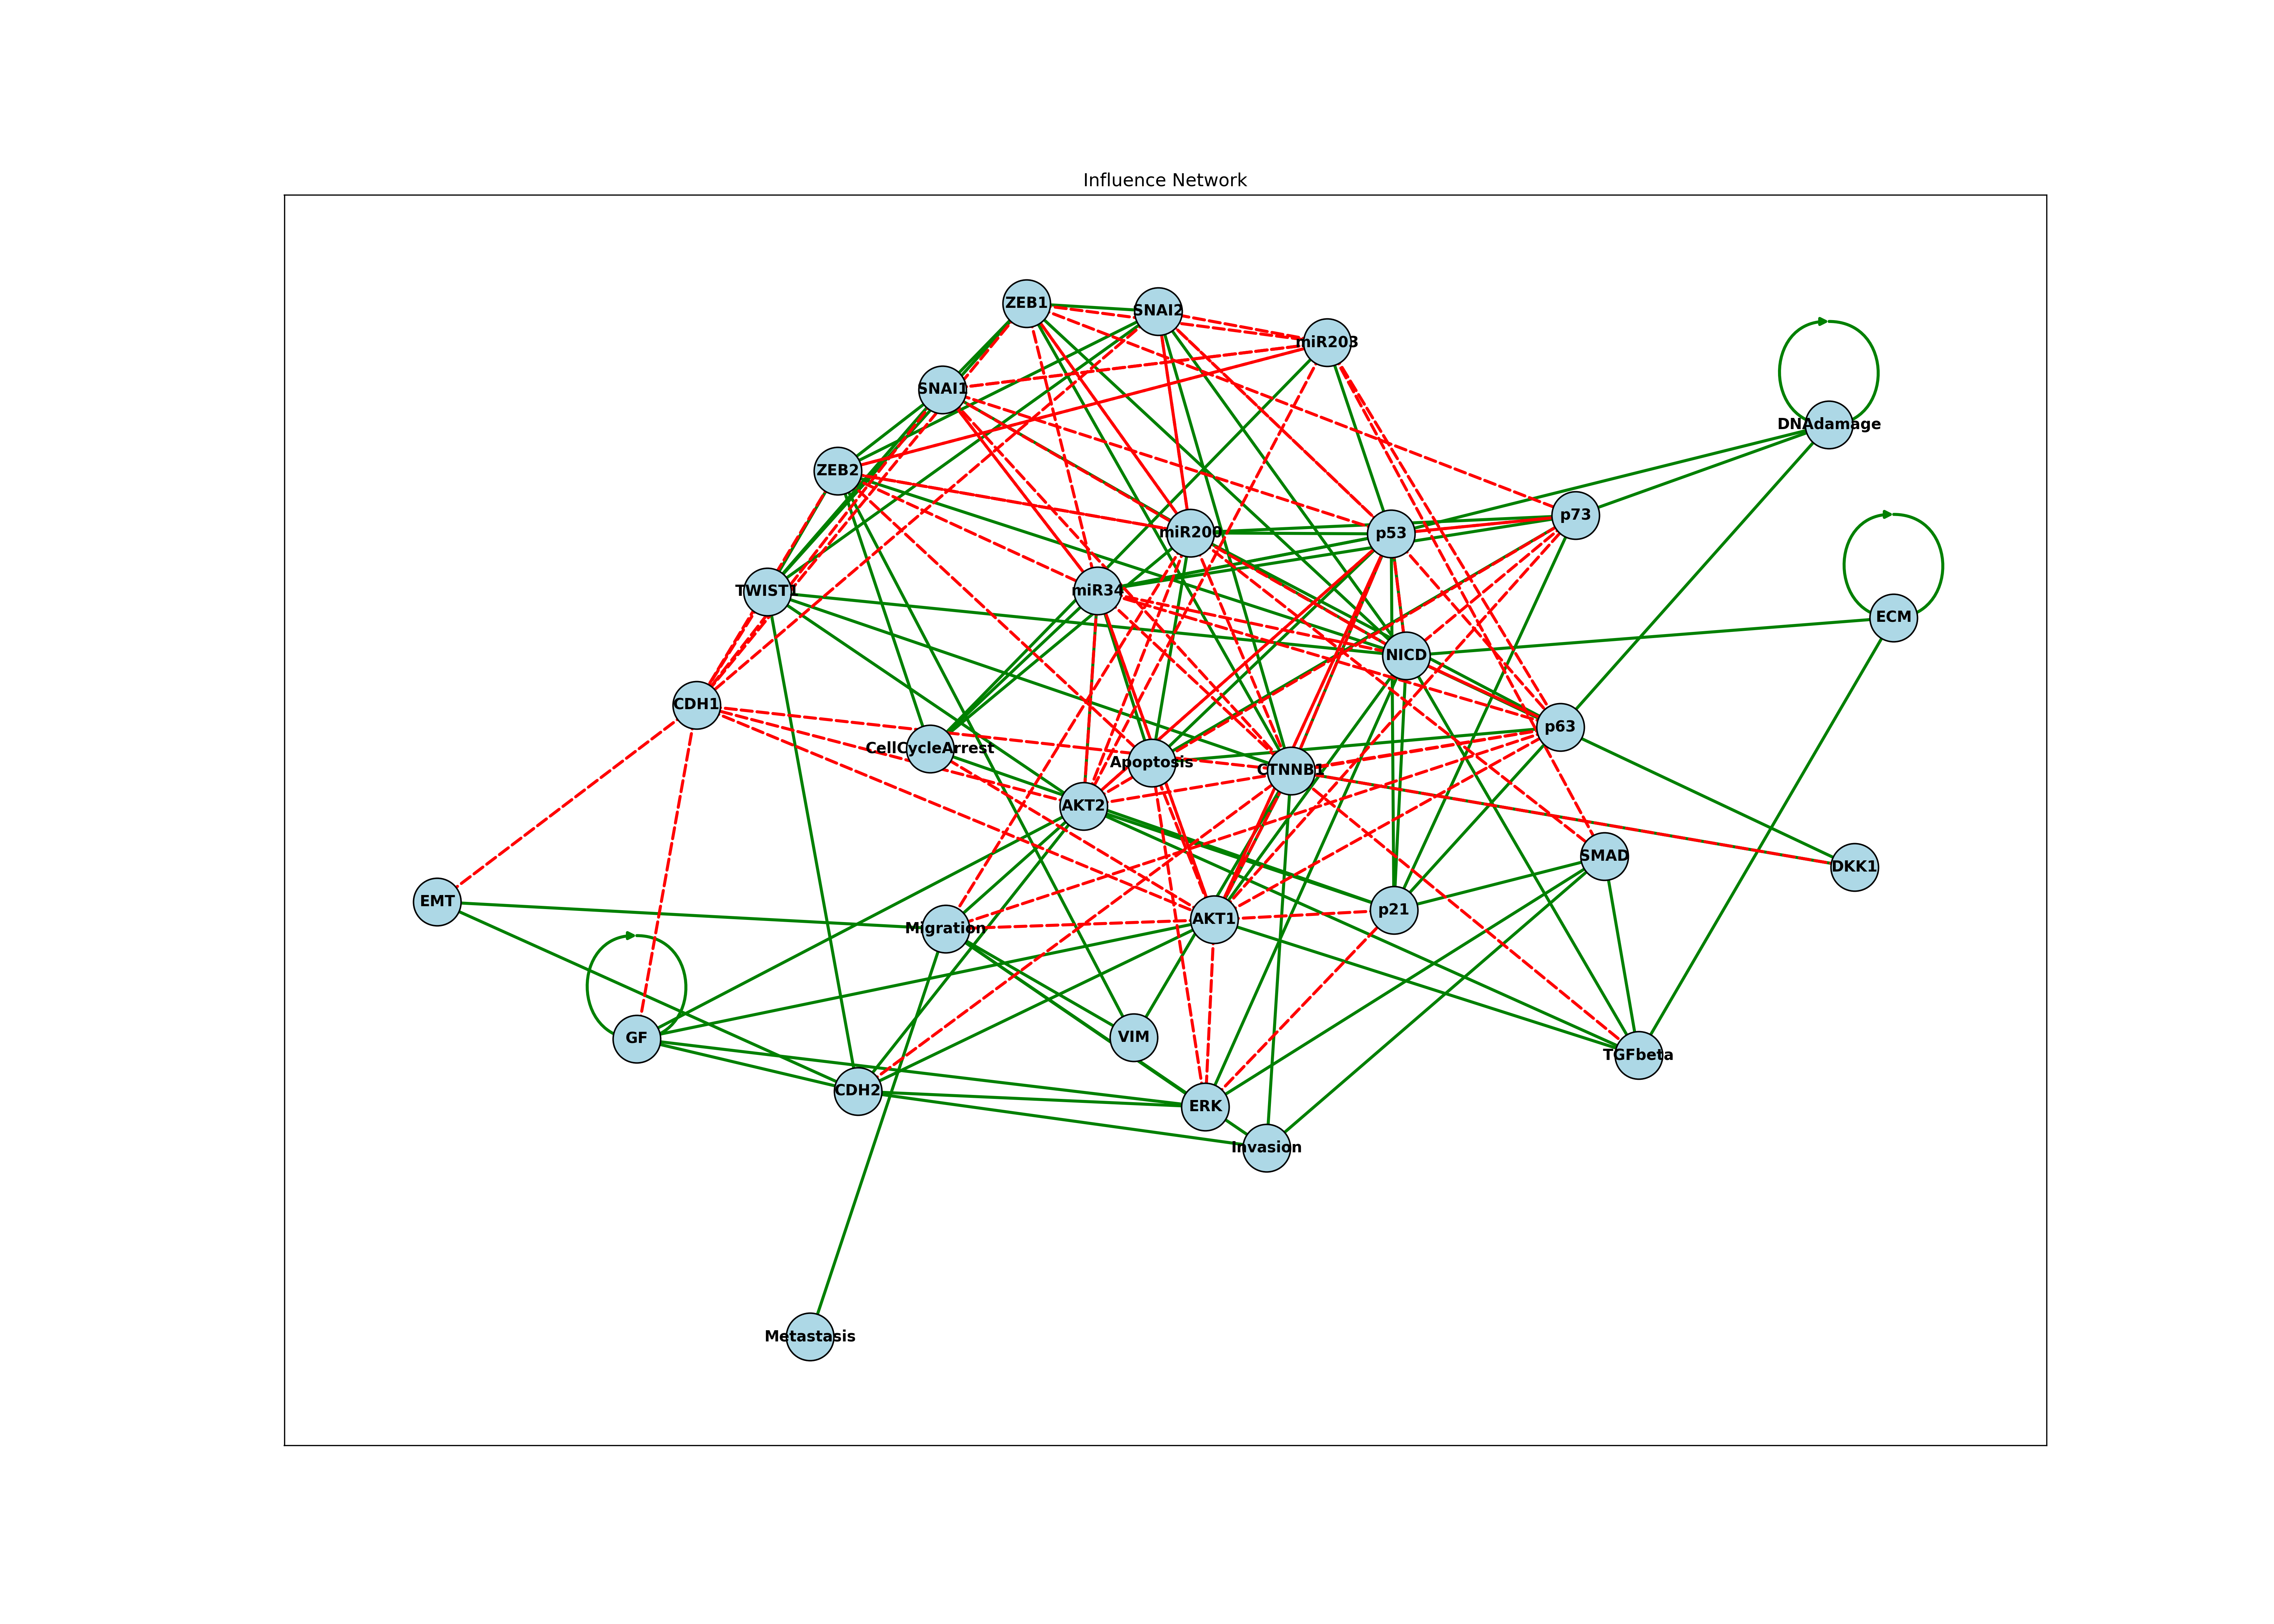 Influence Network
ZEB1
SNAI2
miR203
SNAI1
DNAdamage
ZEB2
p73
miR200
p53
TWIST1
miR34
ECM
NICD
CDH1
p63
CellCycleArrest
Apoptosis
CTNNB1
AKT2
SMAD
DKK1
EMT
p21
AKT1
Migration
GF
VIM
TGFbeta
CDH2
ERK
Invasion
Metastasis